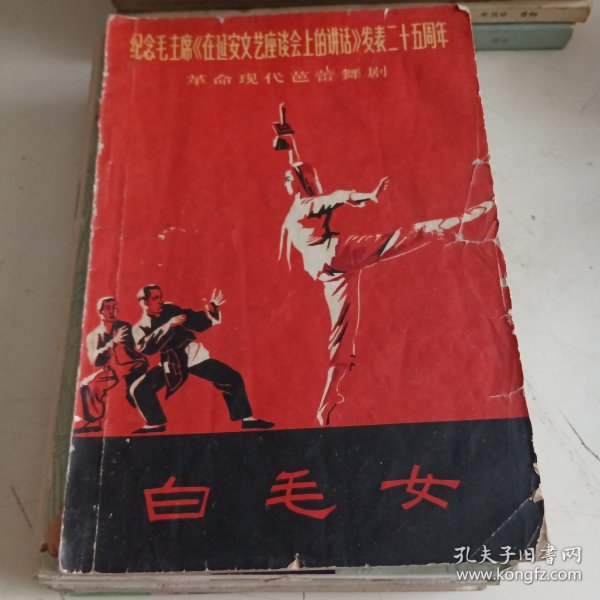 纪念毛主席《在延安文艺座谈会上的讲话》发表二十五周年
革命现代芭蕾舞剧
白毛女
孔夫子旧书网
www.kongfz.com